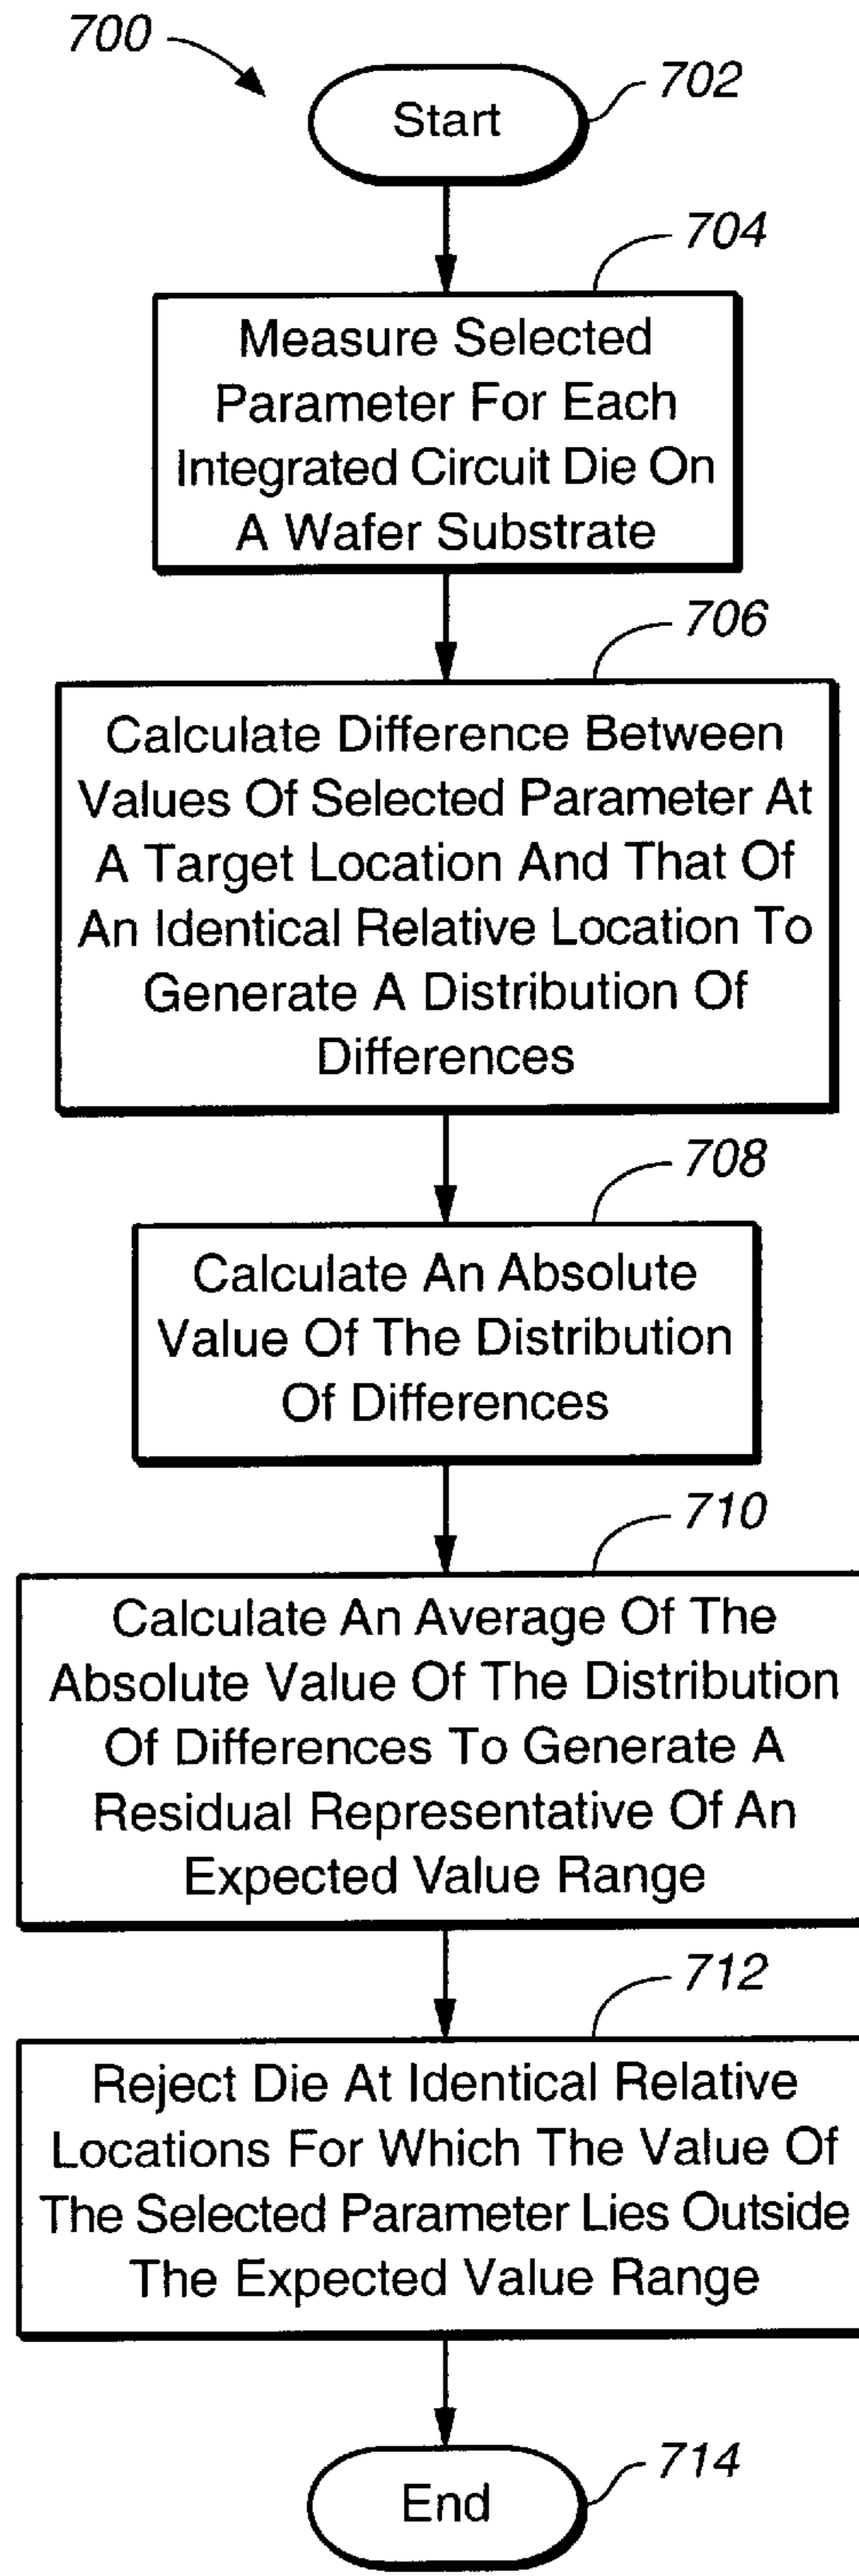 700
702
Start
704
Measure Selected
Parameter For Each
Integrated Circuit Die On
A Wafer Substrate
706
Calculate Difference Between
Values Of Selected Parameter At
A Target Location And That Of
An Identical Relative Location To
Generate A Distribution Of
Differences
708
Calculate An Absolute
Value Of The Distribution
Of Differences
710
Calculate An Average Of The
Absolute Value Of The Distribution
Of Differences To Generate A
Residual Representative Of An
Expected Value Range
712
Reject Die At Identical Relative
Locations For Which The Value Of
The Selected Parameter Lies Outside
The Expected Value Range
714
End